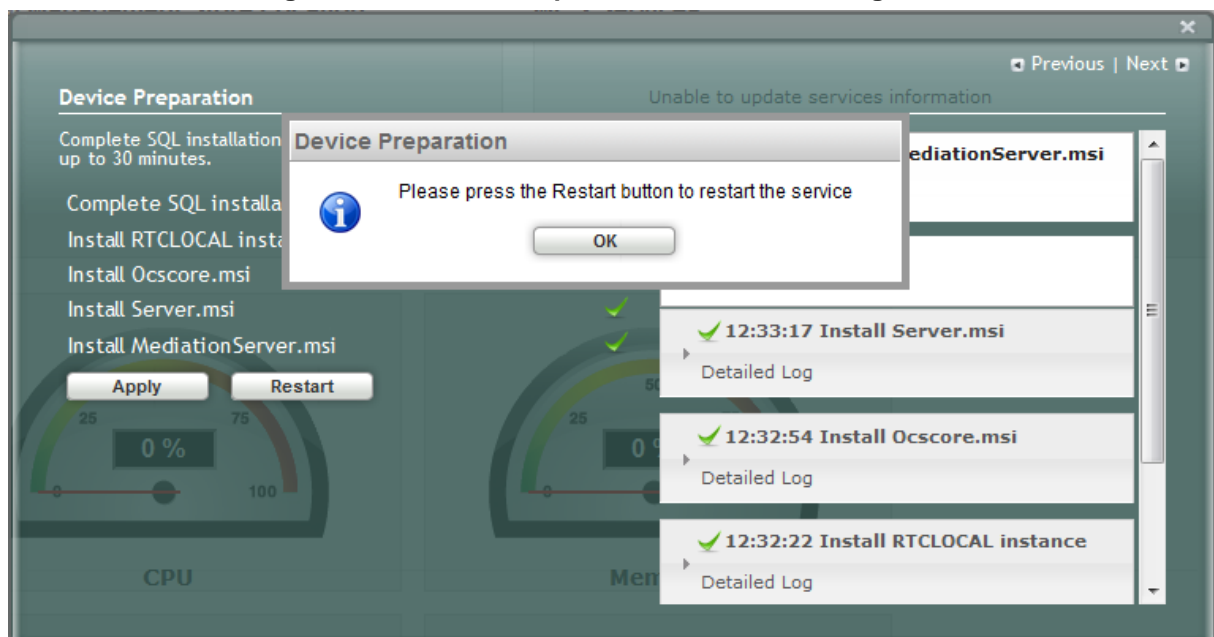 Previous | Next
Device Preparation
Unable to update services information
Complete SQL installation
up to 30 minutes.
Device Preparation
Please press the Restart button to restart the service
OK
Install RTCLOCAL
Complete SQL
Install Ocscore.msi
Install Server.msi
Install MediationServer.msi
Apply
Restart
ediationServer.msi
12:33:17 Install Server.msi
Detailed Log
12:32:54 Install Ocscore.msi
Detailed Log
12:32:22 Install RTCLOCAL instance
Detailed Log
25
75
0 %
0
100
CPU
50
25
0
0
Mem